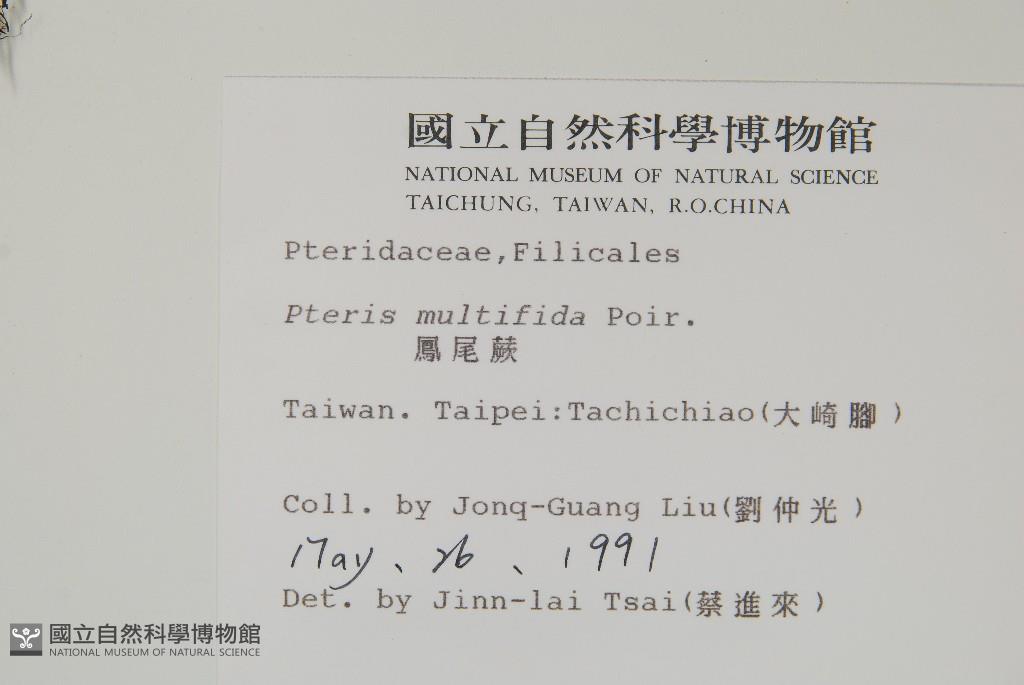 國立自然科學博物館
NATIONAL MUSEUM OF NATURAL SCIENCE
TAICHUNG, TAIWAN, R.O.CHINA
Pteridaceae,Filicales
Pteris multifida Poir.
鳳尾蕨
Taiwan. Taipei:Tachichiao(大崎腳)
Coll. by Jonq-Guang Liu(劉仲光)
May、26、1991
Det. by Jinn-lai Tsai(蔡進來)
國立自然科學博物館
NATIONAL MUSEUM OF NATURAL SCIENCE